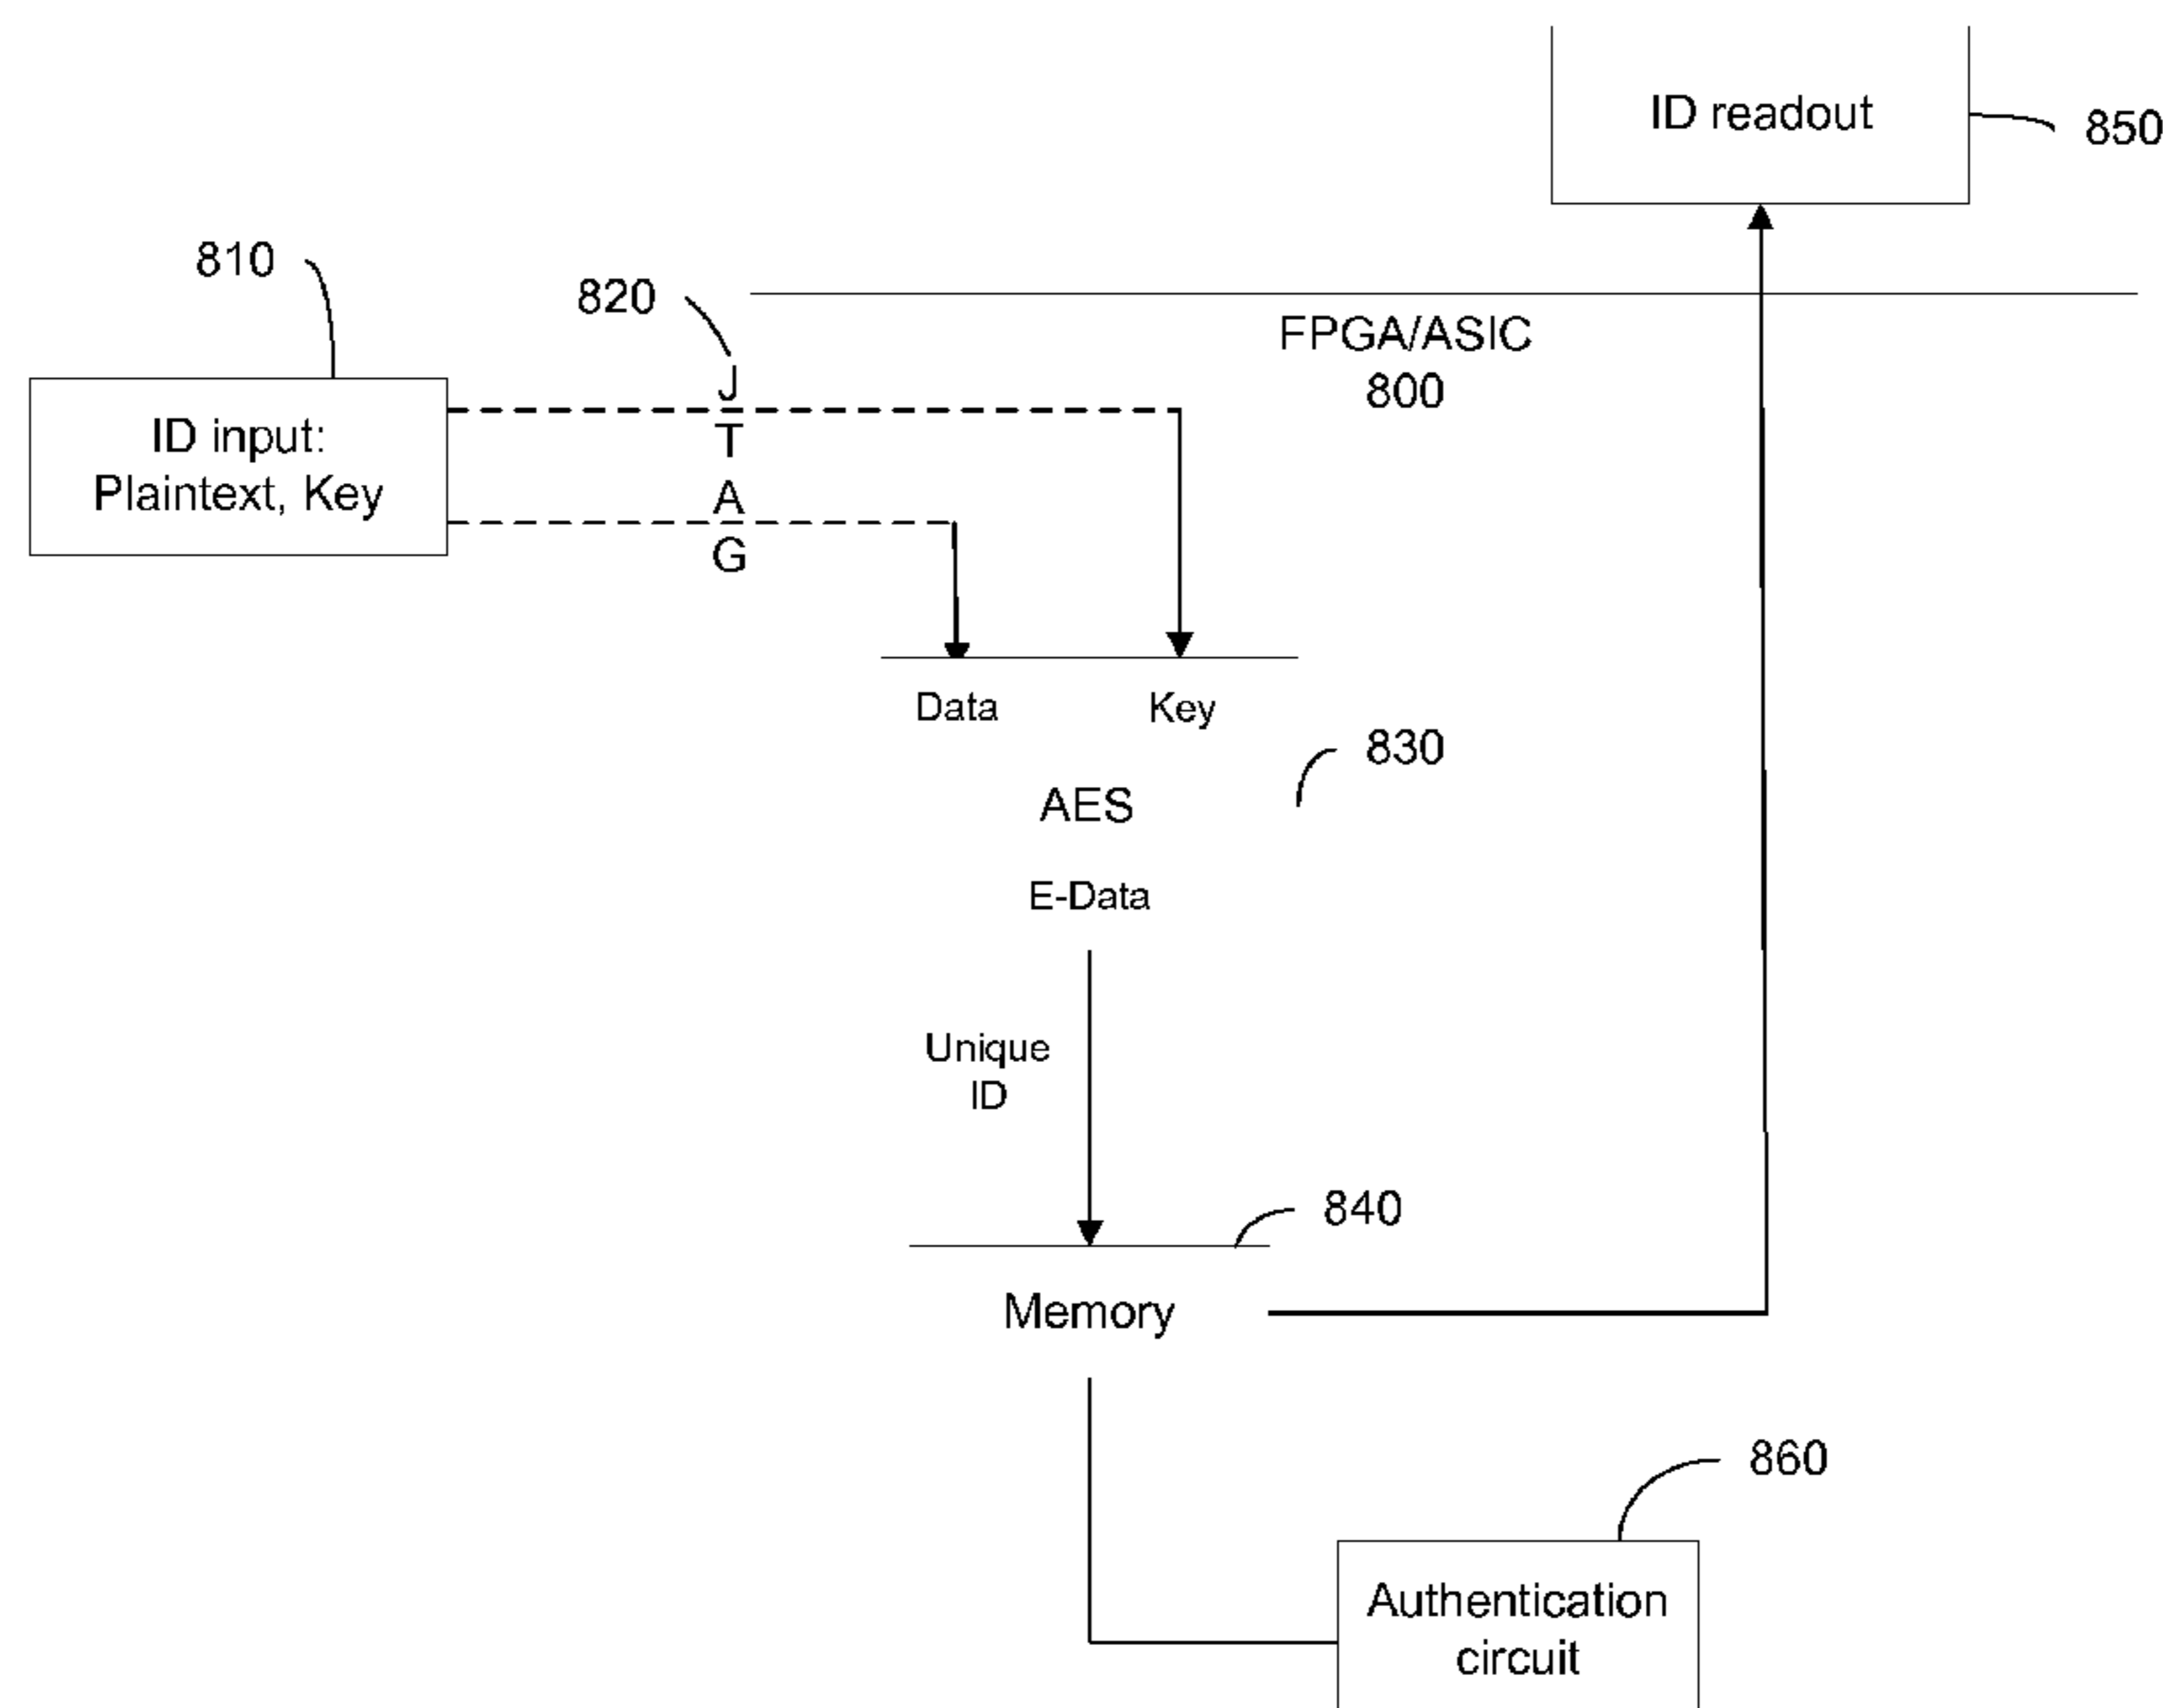 ID readout
850
810
820
FPGA/ASIC
800
J
T
A
G
ID input:
Plaintext, Key
Data
Key
830
AES
E-Data
Unique
ID
840
Memory
860
Authentication
circuit